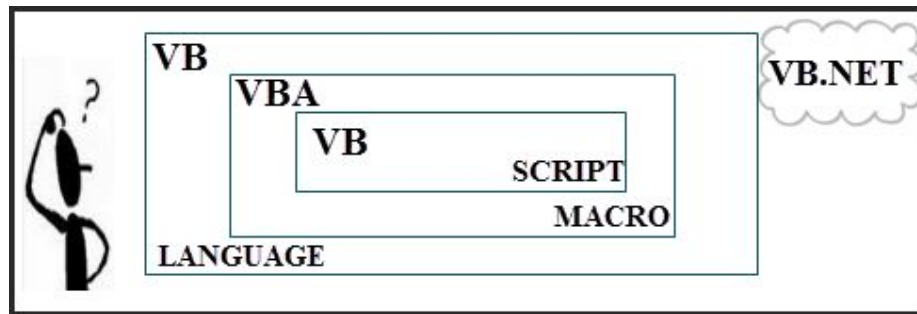 VB
VB.NET
VBA
?
VB
SCRIPT
MACRO
LANGUAGE